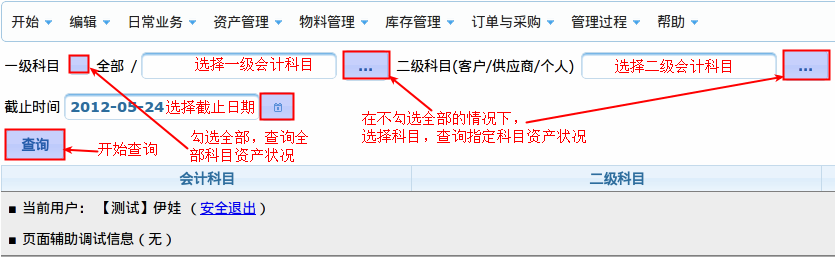 开始 编辑 日常业务 资产管理 物料管理 库存管理 订单与采购 管理过程 帮助
一级科目 全部 / 选择一级会计科目 ... 二级科目(客户/供应商/个人) 选择二级会计科目 ...
截止时间 2012-05-24 选择截止日期
在不勾选全部的情况下，
选择科目，查询指定科目资产状况
查询 开始查询
勾选全部，查询全
部科目资产状况
会计科目 二级科目
■ 当前用户: 【测试】伊娃 （安全退出）
■ 页面辅助调试信息（无）